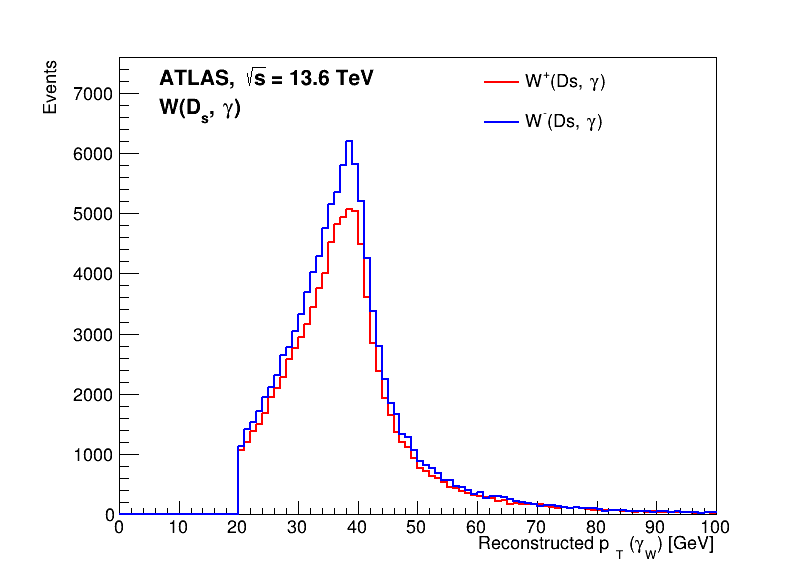 ATLAS, √s = 13.6 TeV
W(Ds, γ)
W+(Ds, γ)
W-(Ds, γ)
Events
7000
6000
5000
4000
3000
2000
1000
0
0 10 20 30 40 50 60 70 80 90 100
Reconstructed p T (γW) [GeV]